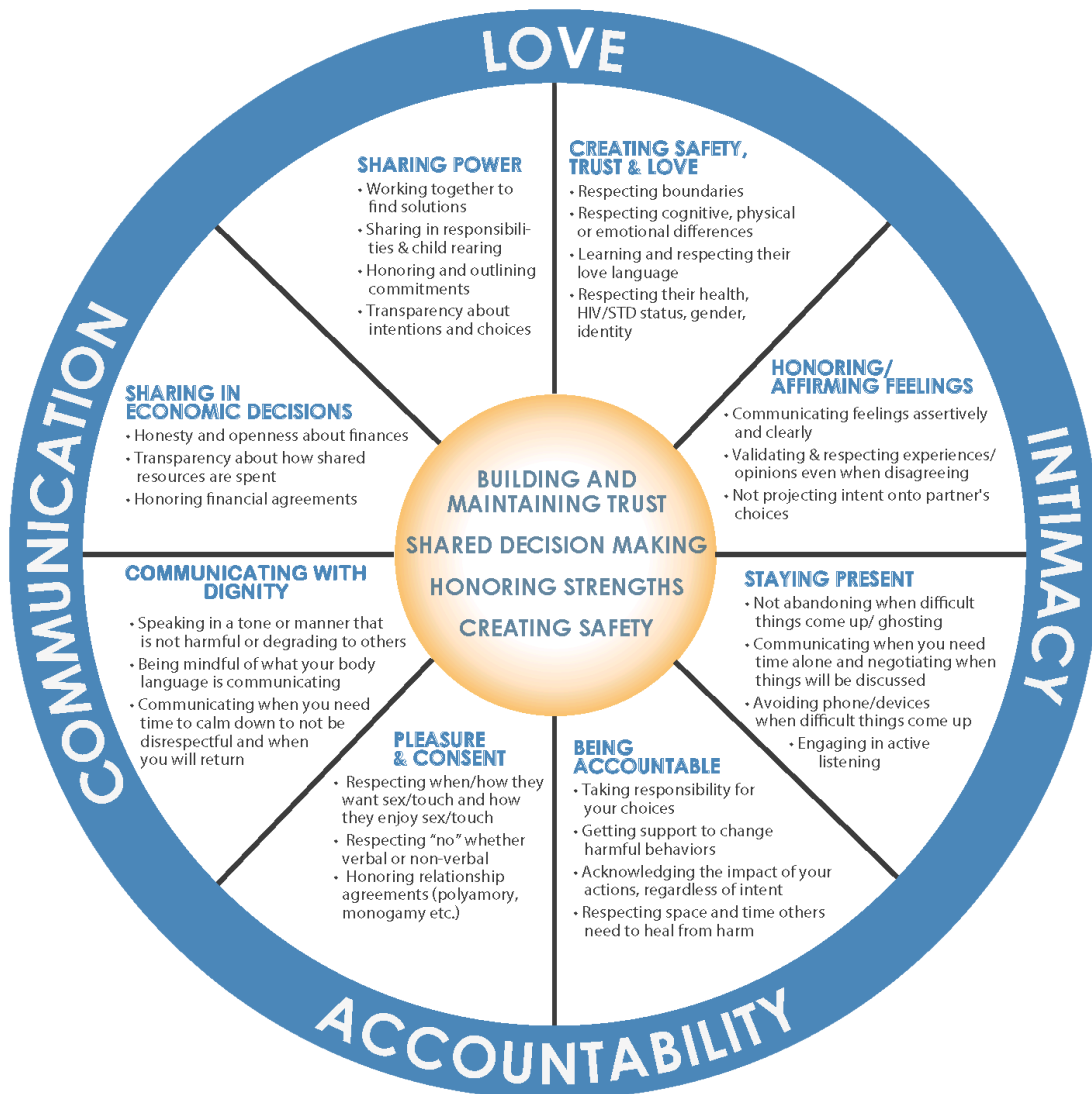 LOVE
SHARING POWER
• Working together to
find solutions
• Sharing in responsibili-
ties & child rearing
• Honoring and outlining
commitments
• Transparency about
intentions and choices
CREATING SAFETY,
TRUST & LOVE
• Respecting boundaries
• Respecting cognitive, physical
or emotional differences
• Learning and respecting their
love language
• Respecting their health,
HIV/STD status, gender,
identity
HONORING/
AFFIRMING FEELINGS
• Communicating feelings assertively
and clearly
• Validating & respecting experiences/
opinions even when disagreeing
• Not projecting intent onto partner's
choices
INTIMACY
STAYING PRESENT
• Not abandoning when difficult
things come up/ ghosting
• Communicating when you need
time alone and negotiating when
things will be discussed
• Avoiding phone/devices
when difficult things come up
• Engaging in active
listening
BEING
ACCOUNTABLE
• Taking responsibility for
your choices
• Getting support to change
harmful behaviors
• Acknowledging the impact of your
actions, regardless of intent
• Respecting space and time others
need to heal from harm
ACCOUNTABILITY
PLEASURE
& CONSENT
• Respecting when/how they
want sex/touch and how
they enjoy sex/touch
• Respecting “no” whether
verbal or non-verbal
• Honoring relationship
agreements (polyamory,
monogamy etc.)
COMMUNICATING WITH
DIGNITY
• Speaking in a tone or manner that
is not harmful or degrading to others
• Being mindful of what your body
language is communicating
• Communicating when you need
time to calm down to not be
disrespectful and when
you will return
COMMUNICATION
SHARING IN
ECONOMIC DECISIONS
• Honesty and openness about finances
• Transparency about how shared
resources are spent
• Honoring financial agreements
BUILDING AND
MAINTAINING TRUST
SHARED DECISION MAKING
HONORING STRENGTHS
CREATING SAFETY